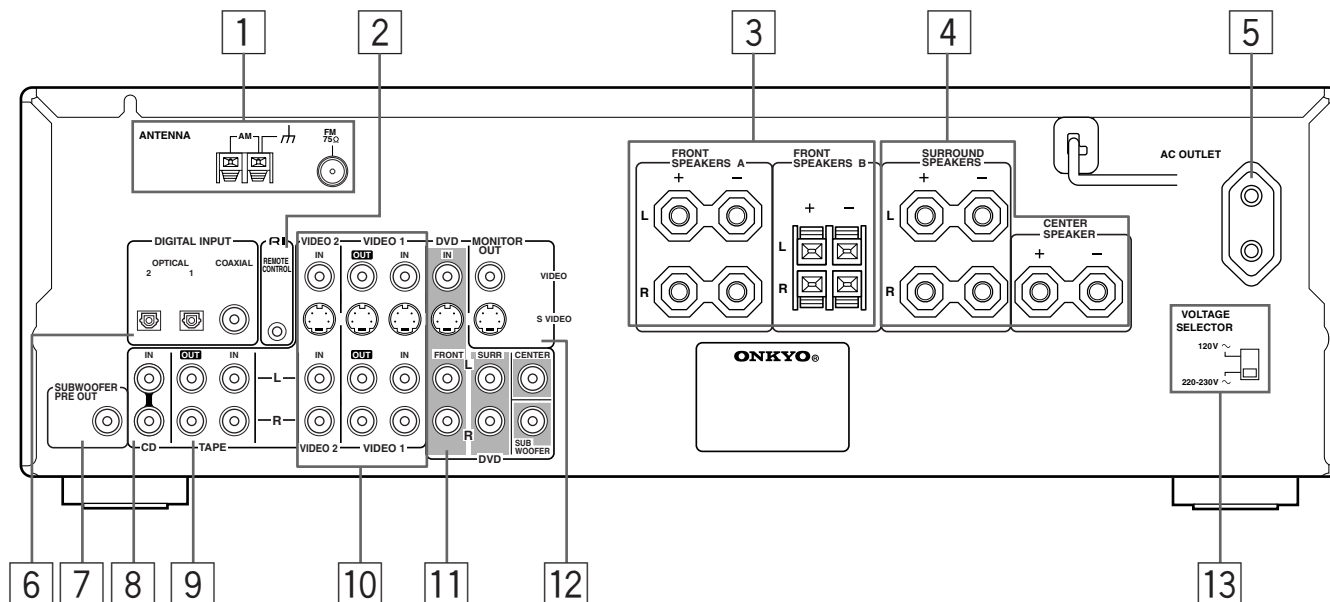 1 2 3 4 5
ANTENNA
AM
FM
75Ω
FRONT
SPEAKERS A
+ −
L
R
FRONT
SPEAKERS B
+ −
L
R
SURROUND
SPEAKERS
+ −
L
R
CENTER
SPEAKER
+ −
AC OUTLET
DIGITAL INPUT
OPTICAL
2 1
COAXIAL
RI
REMOTE
CONTROL
VIDEO 2 VIDEO 1 DVD MONITOR
OUT
IN OUT IN IN
VIDEO
S VIDEO
IN OUT IN
IN OUT IN
FRONT SURR CENTER
L
R
L
R
SUB
WOOFER
SUBWOOFER
PRE OUT
CD TAPE VIDEO 2 VIDEO 1 DVD
ONKYO®
VOLTAGE
SELECTOR
120V ~
220-230V ~
6 7 8 9 10 11 12 13